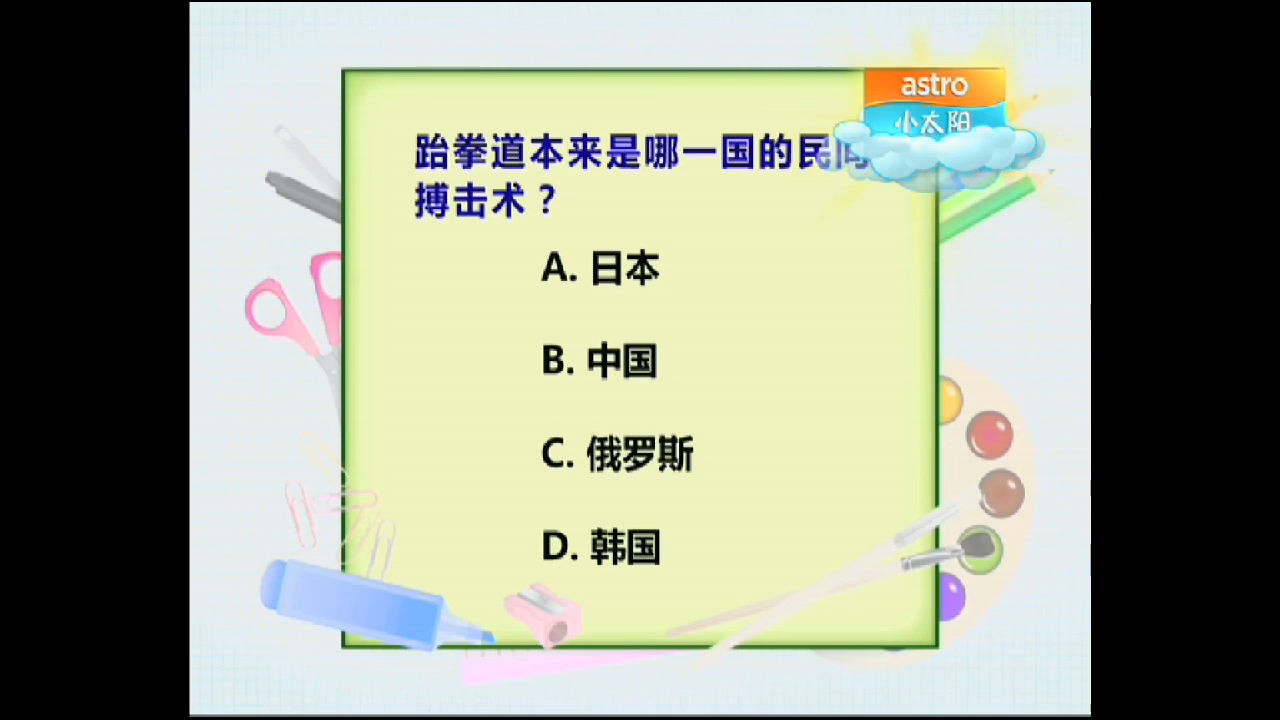 astro
小太阳
跆拳道本来是哪一国的民间
搏击术？
A. 日本
B. 中国
C. 俄罗斯
D. 韩国